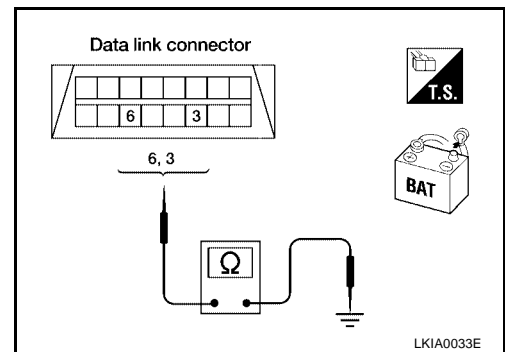 Data link connector
T.S.
6 3
6, 3
BAT
Ω
LKIA0033E